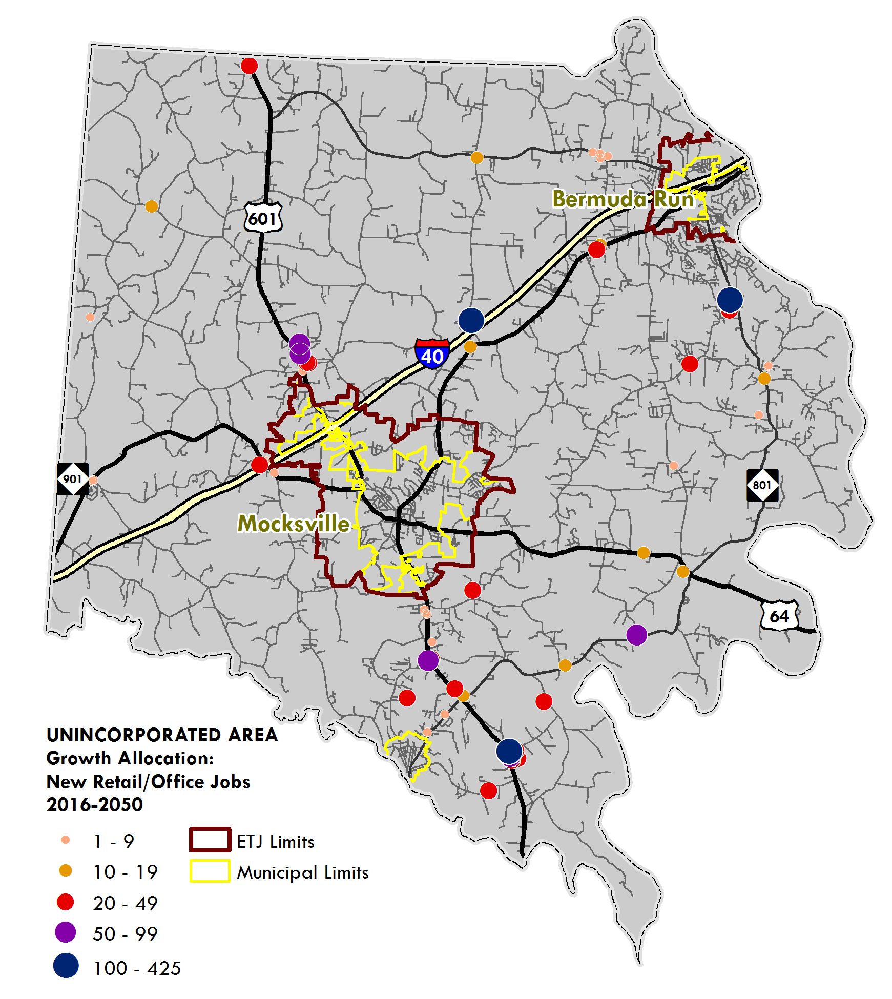 601
Bermuda Run
40
901
801
Mocksville
64
UNINCORPORATED AREA
Growth Allocation:
New Retail/Office Jobs
2016-2050
1 - 9
ETJ Limits
10 - 19
Municipal Limits
20 - 49
50 - 99
100 - 425